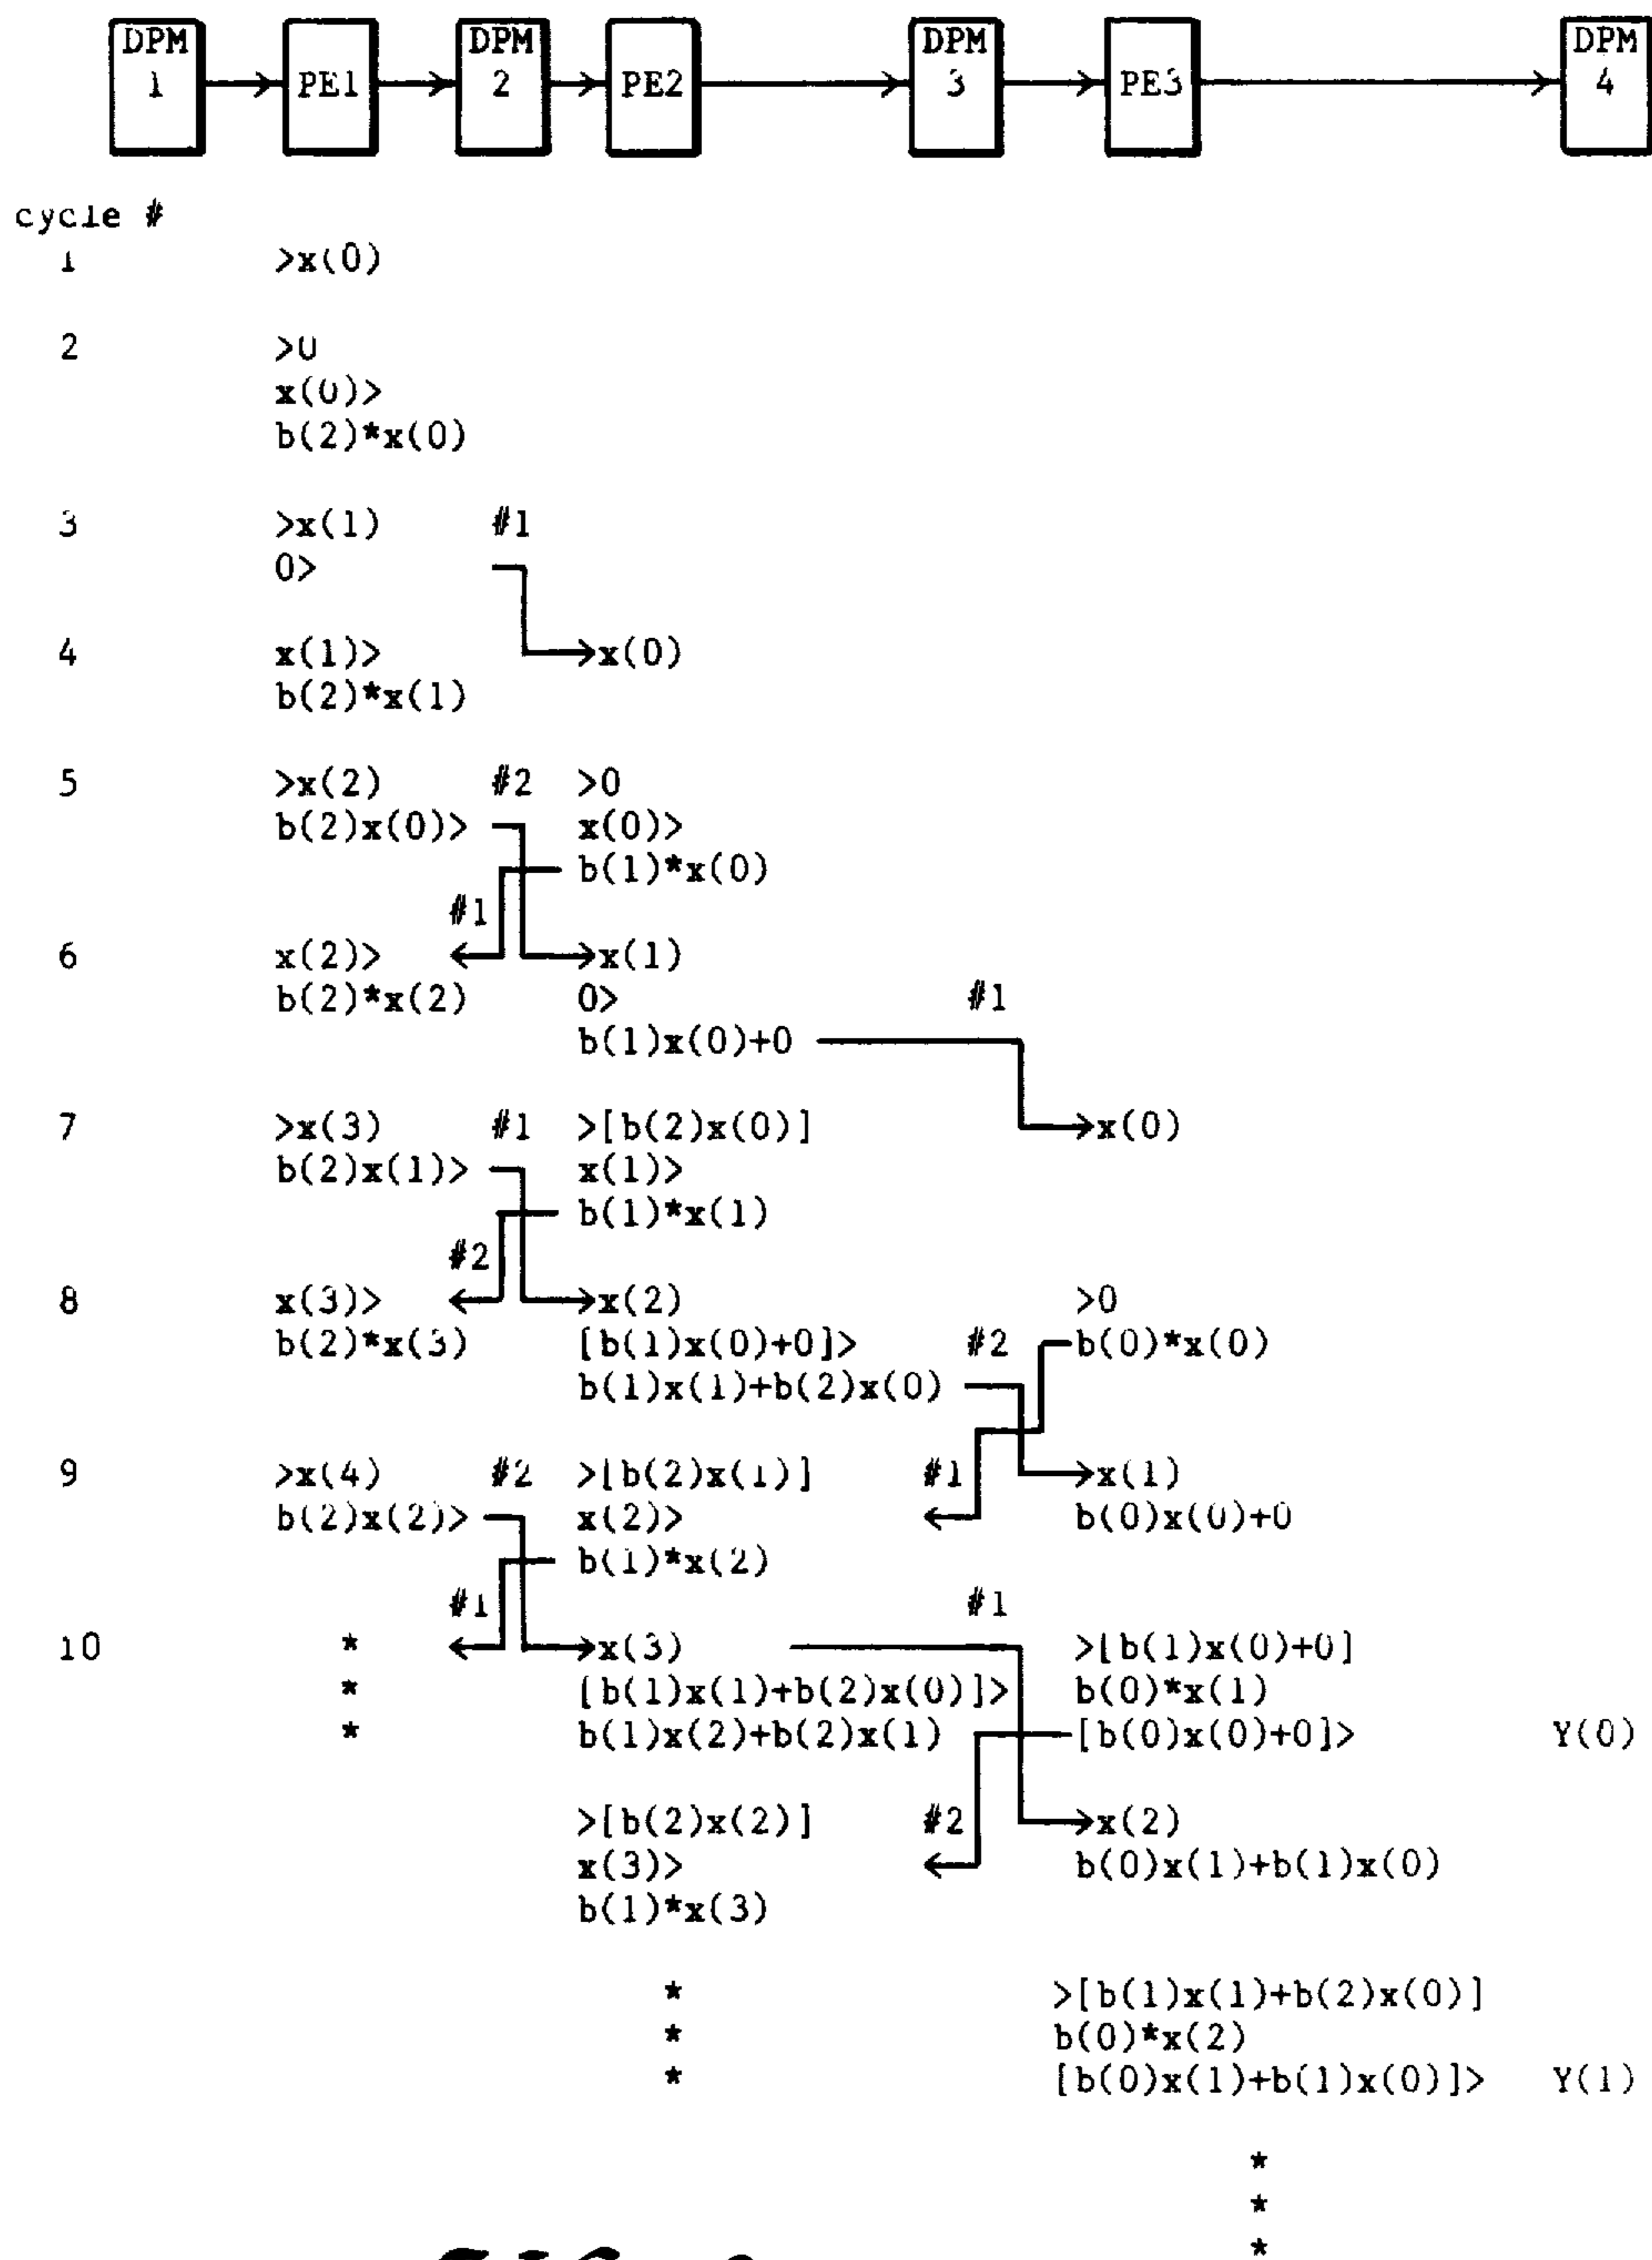 DPM 1 PE1 DPM 2 PE2 DPM 3 PE3 DPM 4
cycle #
1 >x(0)
2 >0
x(0)>
b(2)*x(0)
3 >x(1) #1
0>
4 x(1)> x(0)
b(2)*x(1)
5 >x(2) #2 >0
b(2)x(0)> x(0)>
b(1)*x(0)
#1
6 x(2)> x(1)
b(2)*x(2) 0> #1
b(1)x(0)+0
7 >x(3) #1 >[b(2)x(0)] x(0)
b(2)x(1)> x(1)>
b(1)*x(1)
#2
8 x(3)> x(2) >0
b(2)*x(3) [b(1)x(0)+0]> #2 b(0)*x(0)
b(1)x(1)+b(2)x(0)
9 >x(4) #2 >[b(2)x(1)] #1 x(1)
b(2)x(2)> x(2)> b(0)x(0)+0
b(1)*x(2)
#1 #1
10 * x(3) >[b(1)x(0)+0]
* [b(1)x(1)+b(2)x(0)]> b(0)*x(1)
* b(1)x(2)+b(2)x(1) [b(0)x(0)+0]> Y(0)
>[b(2)x(2)] #2 x(2)
x(3)> b(0)x(1)+b(1)x(0)
b(1)*x(3)
* >[b(1)x(1)+b(2)x(0)]
* b(0)*x(2)
* [b(0)x(1)+b(1)x(0)]> Y(1)
*
*
*